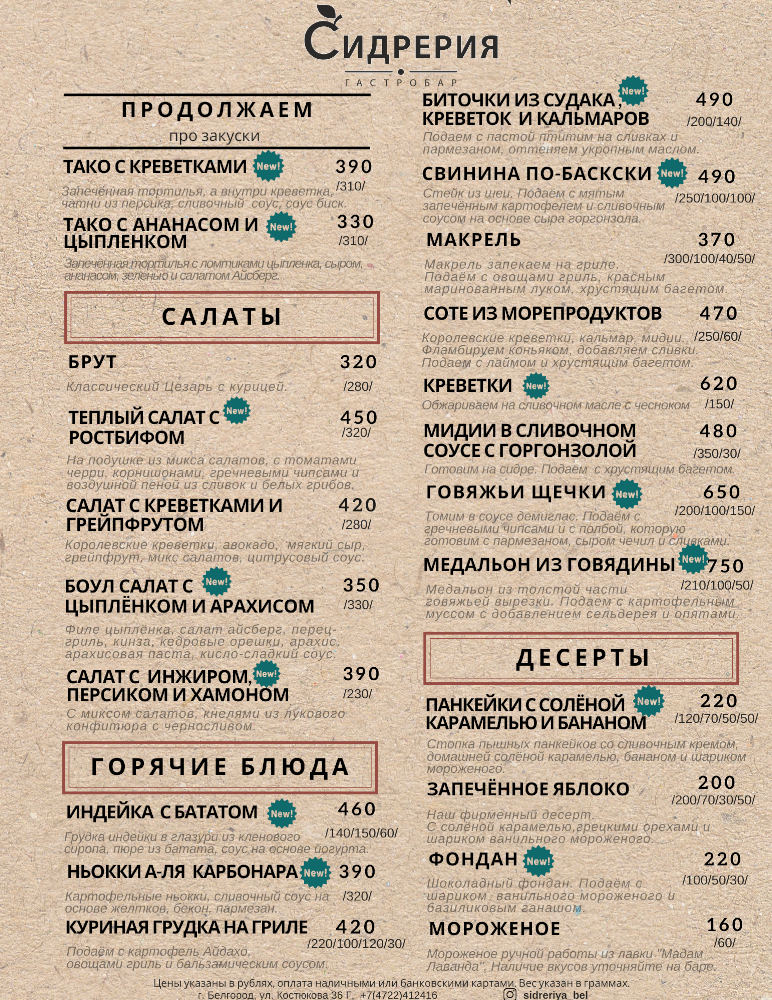 СИДРЕРИЯ
ГАСТРОБАР
ПРОДОЛЖАЕМ
про закуски
ТАКО С КРЕВЕТКАМИ New! 390
/310/
Запечённая тортилья, а внутри креветка,
чатни из персика, сливочный соус, соус биск.
ТАКО С АНАНАСОМ И New! 330
ЦЫПЛЕНКОМ /310/
Запечённая тортилья с ломтиками цыпленка, сыром,
ананасом, зеленью и салатом Айсберг.
САЛАТЫ
БРУТ 320
Классический Цезарь с курицей. /280/
ТЕПЛЫЙ САЛАТ С New! 450
РОСТБИФОМ /320/
На подушке из микса салатов, с томатами
черри, корнишонами, гречневыми чипсами и
воздушной пеной из сливок и белых грибов.
САЛАТ С КРЕВЕТКАМИ И 420
ГРЕЙПФРУТОМ /280/
Королевские креветки, авокадо, мягкий сыр,
грейпфрут, микс салатов, цитрусовый соус.
БОУЛ САЛАТ С New! 350
ЦЫПЛЁНКОМ И АРАХИСОМ /330/
Филе цыплёнка, салат айсберг, перец-
гриль, кинза, кедровые орешки, арахис,
арахисовая паста, кисло-сладкий соус.
САЛАТ С ИНЖИРОМ, New! 390
ПЕРСИКОМ И ХАМОНОМ /230/
С миксом салатов, кнелями из лукового
конфитюра с черносливом.
ГОРЯЧИЕ БЛЮДА
ИНДЕЙКА С БАТАТОМ New! 460
/140/150/60/
Грудка индейки в глазури из кленового
сиропа, пюре из батата, соус на основе йогурта.
НЬОККИ А-ЛЯ КАРБОНАРА New! 390
Картофельные ньокки, сливочный соус на /320/
основе желтков, бекон, пармезан.
КУРИНАЯ ГРУДКА НА ГРИЛЕ 420
/220/100/120/30/
Подаём с картофель Айдахо,
овощами гриль и бальзамическим соусом.
БИТОЧКИ ИЗ СУДАКА, New! 490
КРЕВЕТОК И КАЛЬМАРОВ /200/140/
Подаем с пастой птитим на сливках и
пармезаном, оттеняем укропным маслом.
СВИНИНА ПО-БАСКСКИ New! 490
Стейк из шеи. Подаем с мятым /250/100/100/
запечённым картофелем и сливочным
соусом на основе сыра горгонзола.
МАКРЕЛЬ 370
/300/100/40/50/
Макрель запекаем на гриле.
Подаём с овощами гриль, красным
маринованным луком, хрустящим багетом.
СОТЕ ИЗ МОРЕПРОДУКТОВ 470
Королевские креветки, кальмар, мидии. /250/60/
Фламбируем коньяком, добавляем сливки.
Подаем с лаймом и хрустящим багетом.
КРЕВЕТКИ New! 620
Обжариваем на сливочном масле с чесноком /150/
МИДИИ В СЛИВОЧНОМ 480
СОУСЕ С ГОРГОНЗОЛОЙ /350/30/
Готовим на сидре. Подаем с хрустящим багетом.
ГОВЯЖЬИ ЩЕЧКИ New! 650
/200/100/150/
Томим в соусе демиглас. Подаём с
гречневыми чипсами и с полбой, которую
готовим с пармезаном, сыром чечил и сливками.
МЕДАЛЬОН ИЗ ГОВЯДИНЫ New! 750
/210/100/50/
Медальон из толстой части
говяжьей вырезки. Подаем с картофельным
муссом с добавлением сельдерея и опятами.
ДЕСЕРТЫ
ПАНКЕЙКИ С СОЛЁНОЙ New! 220
КАРАМЕЛЬЮ И БАНАНОМ /120/70/50/50/
Стопка пышных панкейков со сливочным кремом,
домашней солёной карамелью, бананом и шариком
мороженого.
ЗАПЕЧЁННОЕ ЯБЛОКО 200
/200/70/30/50/
Наш фирменный десерт.
С солёной карамелью,грецкими орехами и
шариком ванильного мороженого.
ФОНДАН New! 220
Шоколадный фондан. Подаём с /100/50/30/
шариком ванильного мороженого и
базиликовым ганашом.
МОРОЖЕНОЕ 160
/60/
Мороженое ручной работы из лавки "Мадам
Лаванда", Наличие вкусов уточняйте на баре.
Цены указаны в рублях, оплата наличными или банковскими картами. Вес указан в граммах.
г. Белгород, ул. Костюкова 36 Г, +7(4722)412416 sidreriya_bel